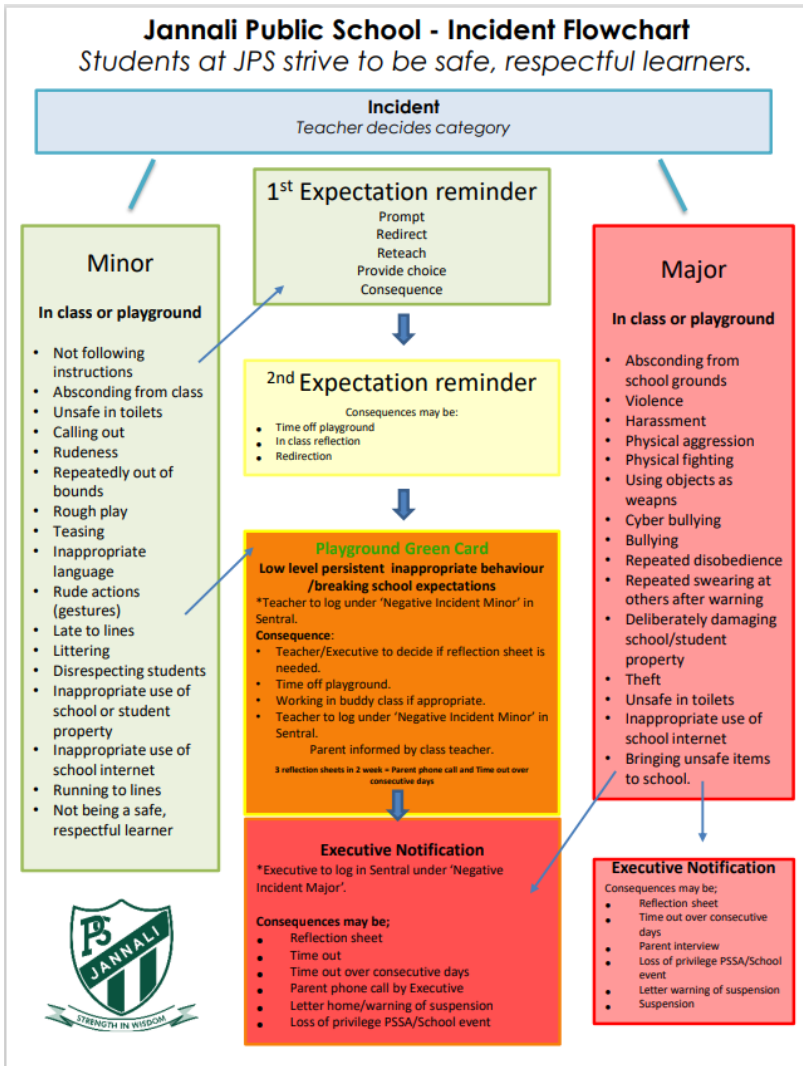 Jannali Public School - Incident Flowchart
Students at JPS strive to be safe, respectful learners.
Incident
Teacher decides category
1st Expectation reminder
Prompt
Redirect
Reteach
Provide choice
Consequence
Minor
In class or playground
• Not following
instructions
• Absconding from class
• Unsafe in toilets
• Calling out
• Rudeness
• Repeatedly out of
bounds
• Rough play
• Teasing
• Inappropriate
language
• Rude actions
(gestures)
• Late to lines
• Littering
• Disrespecting students
• Inappropriate use of
school or student
property
• Inappropriate use of
school internet
• Running to lines
• Not being a safe,
respectful learner
2nd Expectation reminder
Consequences may be:
• Time off playground
• In class reflection
• Redirection
Playground Green Card
Low level persistent inappropriate behaviour
/breaking school expectations
*Teacher to log under ‘Negative Incident Minor’ in
Sentral.
Consequence:
• Teacher/Executive to decide if reflection sheet is
needed.
• Time off playground.
• Working in buddy class if appropriate.
• Teacher to log under ‘Negative Incident Minor’ in
Sentral.
Parent informed by class teacher.
3 reflection sheets in 2 week = Parent phone call and Time out over
consecutive days
Executive Notification
*Executive to log in Sentral under ‘Negative
Incident Major’.
Consequences may be;
• Reflection sheet
• Time out
• Time out over consecutive days
• Parent phone call by Executive
• Letter home/warning of suspension
• Loss of privilege PSSA/School event
Major
In class or playground
• Absconding from
school grounds
• Violence
• Harassment
• Physical aggression
• Physical fighting
• Using objects as
weapns
• Cyber bullying
• Bullying
• Repeated disobedience
• Repeated swearing at
others after warning
• Deliberately damaging
school/student
property
• Theft
• Unsafe in toilets
• Inappropriate use of
school internet
• Bringing unsafe items
to school.
Executive Notification
Consequences may be;
• Reflection sheet
• Time out over consecutive
days
• Parent interview
• Loss of privilege PSSA/School
event
• Letter warning of suspension
• Suspension
PS
JANNALI
STRENGTH IN WISDOM